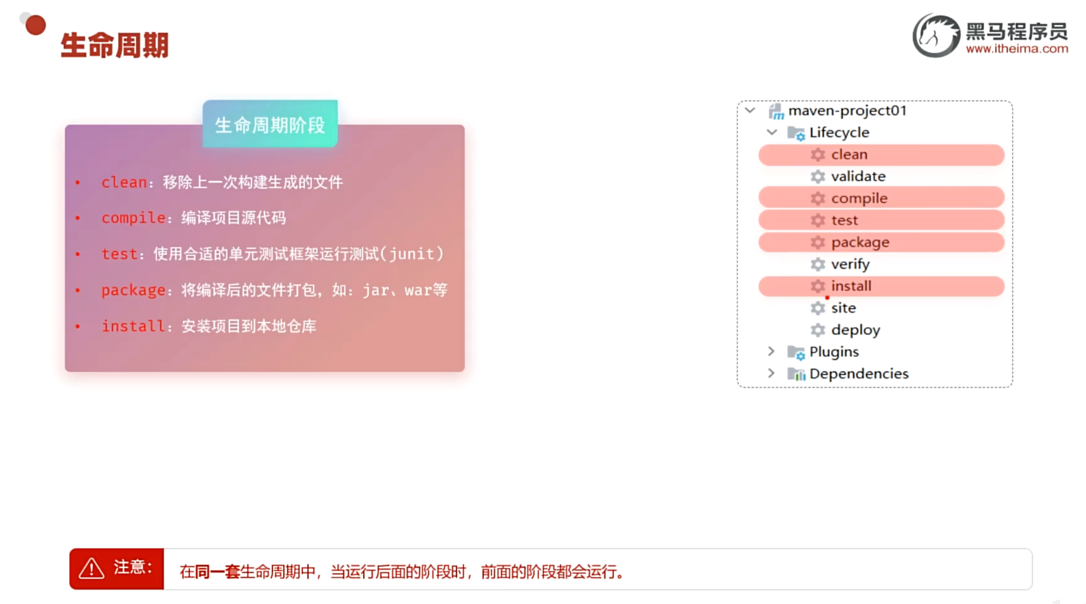 生命周期
黑马程序员
www.itheima.com
生命周期阶段
• clean：移除上一次构建生成的文件
• compile：编译项目源代码
• test：使用合适的单元测试框架运行测试(junit)
• package：将编译后的文件打包，如：jar、war等
• install：安装项目到本地仓库
maven-project01
Lifecycle
clean
validate
compile
test
package
verify
install
site
deploy
Plugins
Dependencies
注意：
在同一套生命周期中，当运行后面的阶段时，前面的阶段都会运行。